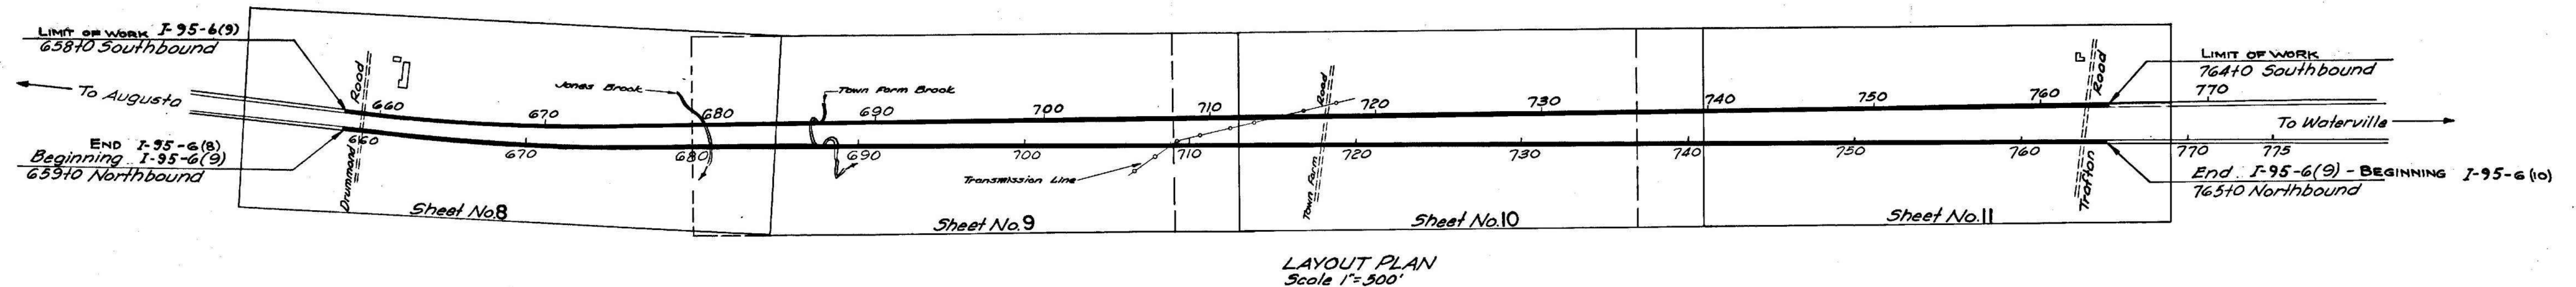 LIMIT OF WORK I-95-6(9)
658+0 Southbound
To Augusta
END I-95-6(8)
Beginning I-95-6(9)
659+0 Northbound
Drummond Road
660
670
680
690
700
710
720
730
740
750
760
770
660
670
680
690
700
710
720
730
740
750
760
770
775
Jones Brook
Town Farm Brook
Transmission Line
Town Farm Road
Trafton Road
LIMIT OF WORK
764+0 Southbound
To Waterville
End I-95-6(9) - BEGINNING I-95-6(10)
765+0 Northbound
Sheet No.8
Sheet No.9
Sheet No.10
Sheet No.11
LAYOUT PLAN
Scale 1"=500'